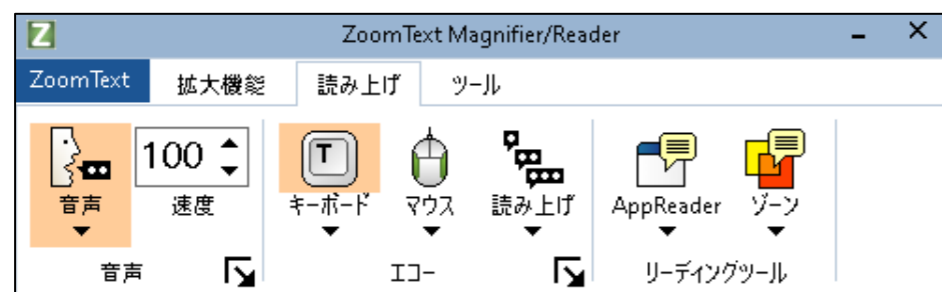 Z ZoomText Magnifier/Reader
ZoomText 拡大機能 読み上げ ツール
100 T
音声 速度 キーボード マウス 読み上げ AppReader ゾーン
音声 エコー リーディングツール